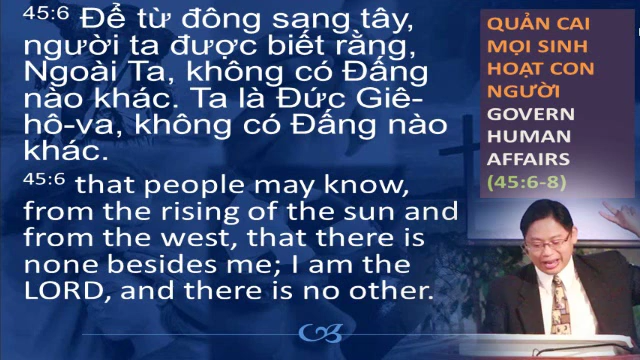 45:6 Để từ đông sang tây,
người ta được biết rằng,
Ngoài Ta, không có Đấng
nào khác. Ta là Đức Giê-
hô-va, không có Đấng nào
khác.
45:6 that people may know,
from the rising of the sun and
from the west, that there is
none besides me; I am the
LORD, and there is no other.
QUẢN CAI
MỌI SINH
HOẠT CON
NGƯỜI
GOVERN
HUMAN
AFFAIRS
(45:6-8)